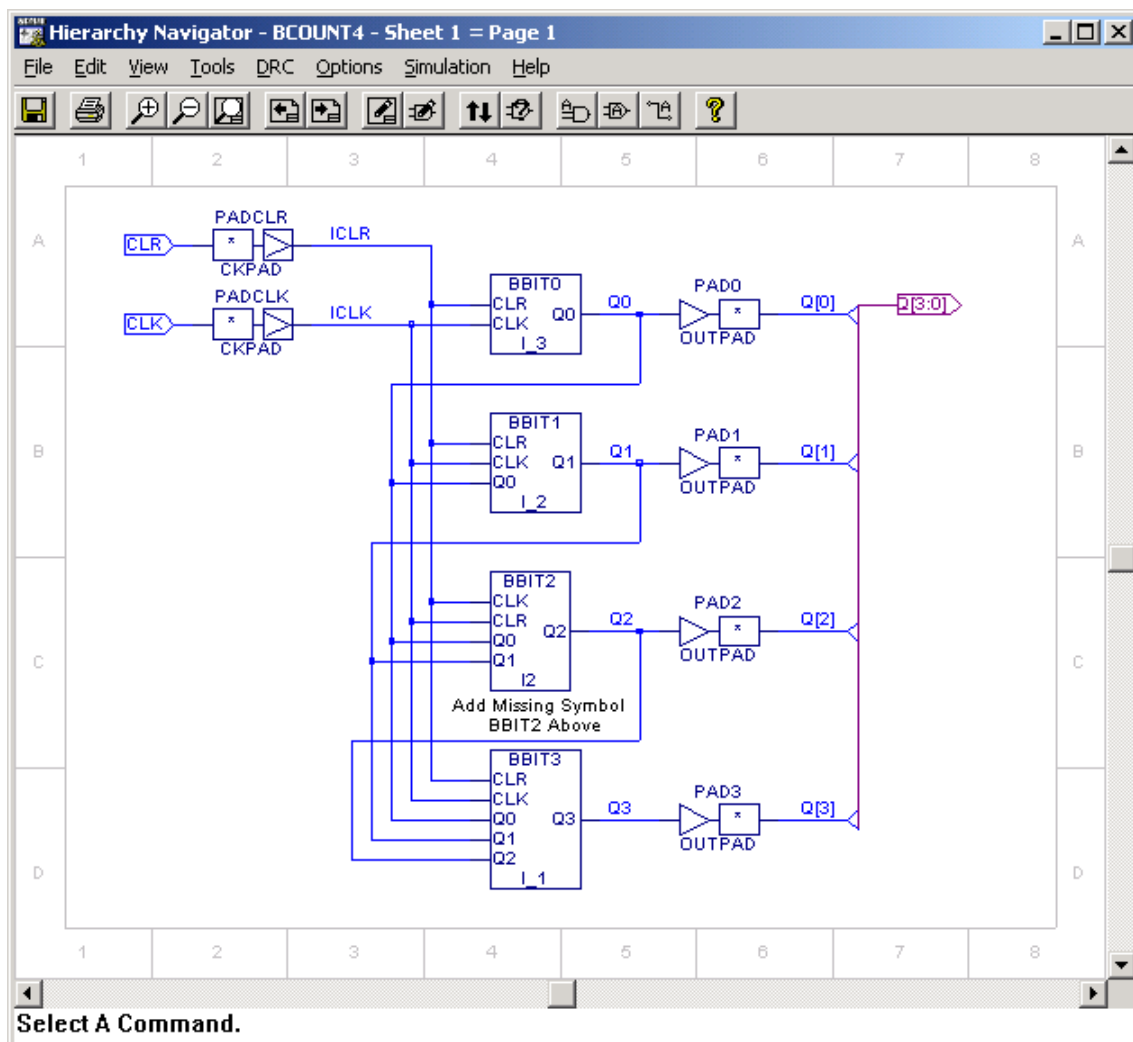 Hierarchy Navigator - BCOUNT4 - Sheet 1 = Page 1
File Edit View Tools DRC Options Simulation Help
1 2 3 4 5 6 7 8
A A
PADCLR
CLR * ICLR
CKPAD
PADCLK
CLK * ICLK
CKPAD
BBIT0
CLR
CLK Q0
I_3
Q0
PAD0
*
OUTPAD
Q[0]
Q[3:0]
B B
BBIT1
CLR
CLK Q1
Q0
I_2
Q1
PAD1
*
OUTPAD
Q[1]
C C
BBIT2
CLK
CLR
Q0 Q2
Q1
I2
Q2
PAD2
*
OUTPAD
Q[2]
Add Missing Symbol
BBIT2 Above
D D
BBIT3
CLR
CLK
Q0 Q3
Q1
Q2
I_1
Q3
PAD3
*
OUTPAD
Q[3]
1 2 3 4 5 6 7 8
Select A Command.